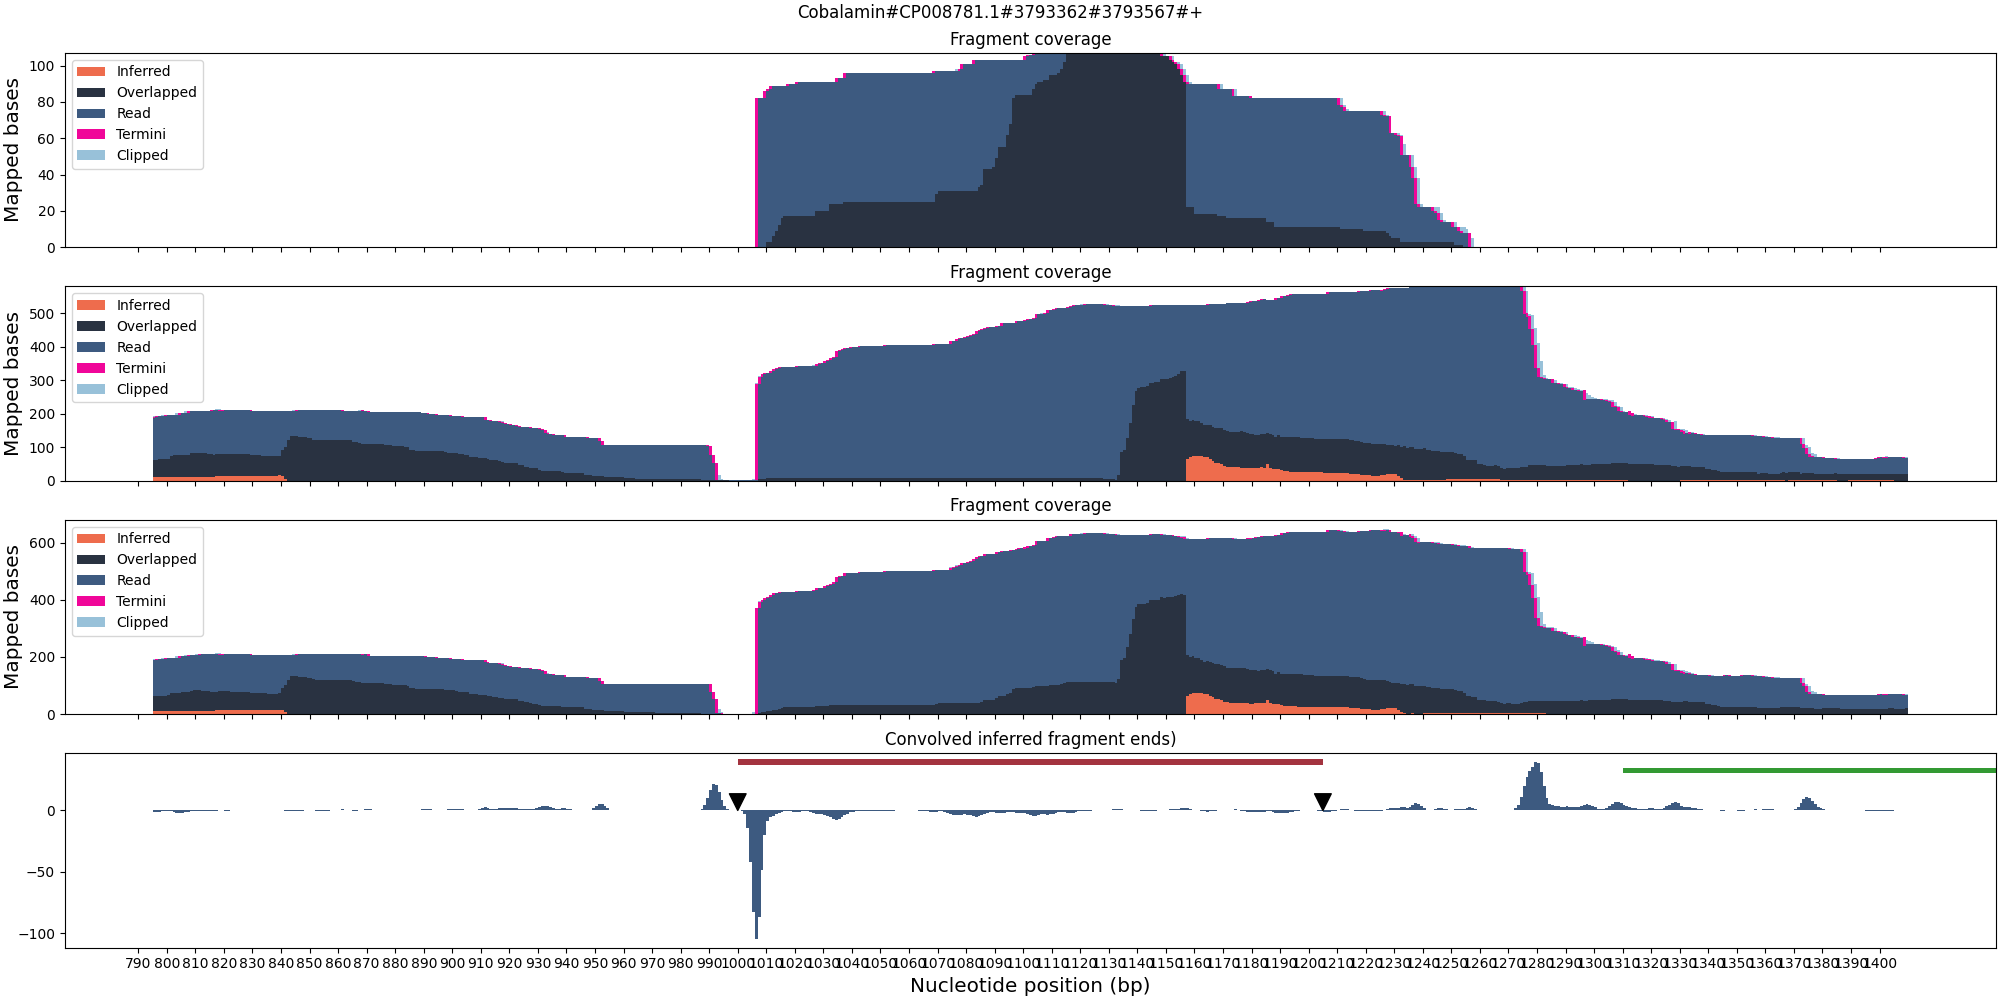 Cobalamin#CP008781.1#3793362#3793567#+
Fragment coverage
Mapped bases
100
80
60
40
20
0
Inferred
Overlapped
Read
Termini
Clipped
Fragment coverage
Mapped bases
500
400
300
200
100
0
Inferred
Overlapped
Read
Termini
Clipped
Fragment coverage
Mapped bases
600
400
200
0
Inferred
Overlapped
Read
Termini
Clipped
Convolved inferred fragment ends)
0
−50
−100
790 800 810 820 830 840 850 860 870 880 890 900 910 920 930 940 950 960 970 980 990 1000 1010 1020 1030 1040 1050 1060 1070 1080 1090 1100 1110 1120 1130 1140 1150 1160 1170 1180 1190 1200 1210 1220 1230 1240 1250 1260 1270 1280 1290 1300 1310 1320 1330 1340 1350 1360 1370 1380 1390 1400
Nucleotide position (bp)